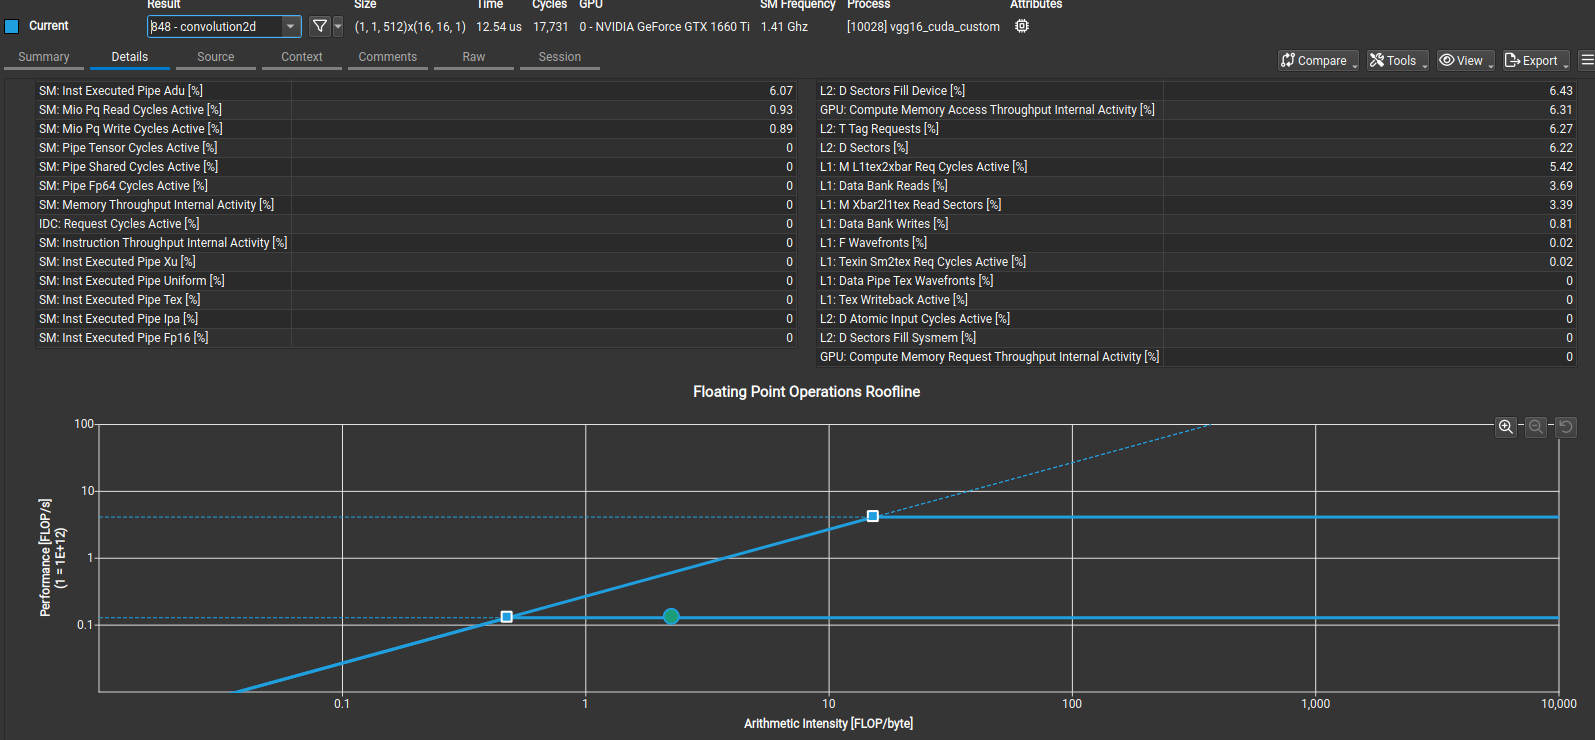 Result Size Time Cycles GPU SM Frequency Process Attributes
Current 848 - convolution2d (1, 1, 512)x(16, 16, 1) 12.54 us 17,731 0 - NVIDIA GeForce GTX 1660 Ti 1.41 Ghz [10028] vgg16_cuda_custom
Summary Details Source Context Comments Raw Session Compare Tools View Export
SM: Inst Executed Pipe Adu [%] 6.07 L2: D Sectors Fill Device [%] 6.43
SM: Mio Pq Read Cycles Active [%] 0.93 GPU: Compute Memory Access Throughput Internal Activity [%] 6.31
SM: Mio Pq Write Cycles Active [%] 0.89 L2: T Tag Requests [%] 6.27
SM: Pipe Tensor Cycles Active [%] 0 L2: D Sectors [%] 6.22
SM: Pipe Shared Cycles Active [%] 0 L1: M L1tex2xbar Req Cycles Active [%] 5.42
SM: Pipe Fp64 Cycles Active [%] 0 L1: Data Bank Reads [%] 3.69
SM: Memory Throughput Internal Activity [%] 0 L1: M Xbar2l1tex Read Sectors [%] 3.39
IDC: Request Cycles Active [%] 0 L1: Data Bank Writes [%] 0.81
SM: Instruction Throughput Internal Activity [%] 0 L1: F Wavefronts [%] 0.02
SM: Inst Executed Pipe Xu [%] 0 L1: Texin Sm2tex Req Cycles Active [%] 0.02
SM: Inst Executed Pipe Uniform [%] 0 L1: Data Pipe Tex Wavefronts [%] 0
SM: Inst Executed Pipe Tex [%] 0 L1: Tex Writeback Active [%] 0
SM: Inst Executed Pipe Ipa [%] 0 L2: D Atomic Input Cycles Active [%] 0
SM: Inst Executed Pipe Fp16 [%] 0 L2: D Sectors Fill Sysmem [%] 0
GPU: Compute Memory Request Throughput Internal Activity [%] 0
Floating Point Operations Roofline
100
10
1
0.1
Performance [FLOP/s]
(1 = 1E+12)
0.1 1 10 100 1,000 10,000
Arithmetic Intensity [FLOP/byte]